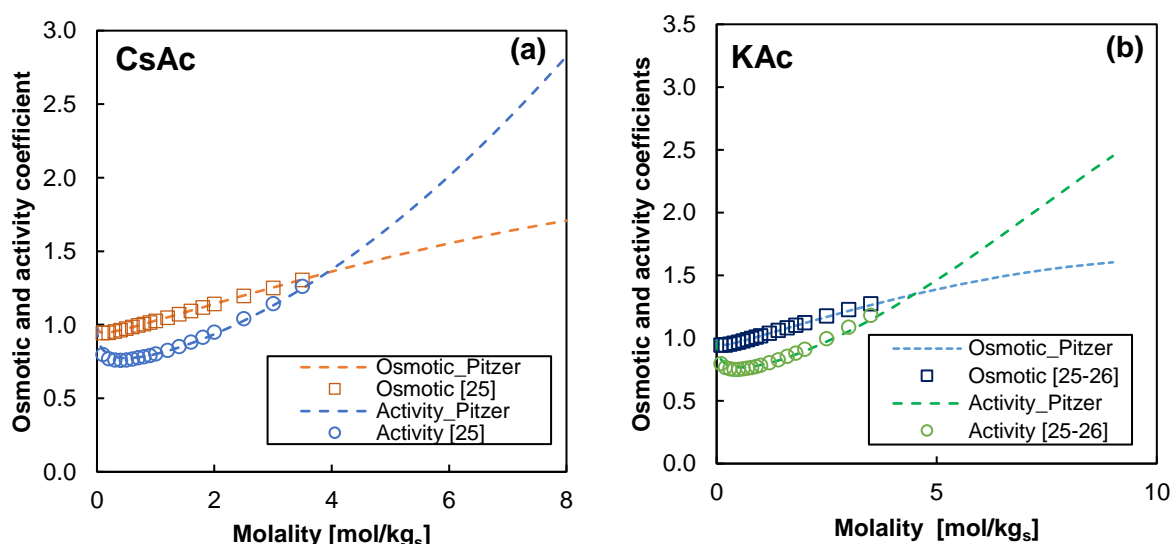 CsAc
(a)
Osmotic and activity coefficient
3.0
2.5
2.0
1.5
1.0
0.5
0.0
0
2
4
6
8
Molality [mol/kgs]
Osmotic_Pitzer
Osmotic [25]
Activity_Pitzer
Activity [25]
KAc
(b)
Osmotic and activity coefficients
3.5
3.0
2.5
2.0
1.5
1.0
0.5
0.0
0
5
10
Molality [mol/kgs]
Osmotic_Pitzer
Osmotic [25-26]
Activity_Pitzer
Activity [25-26]